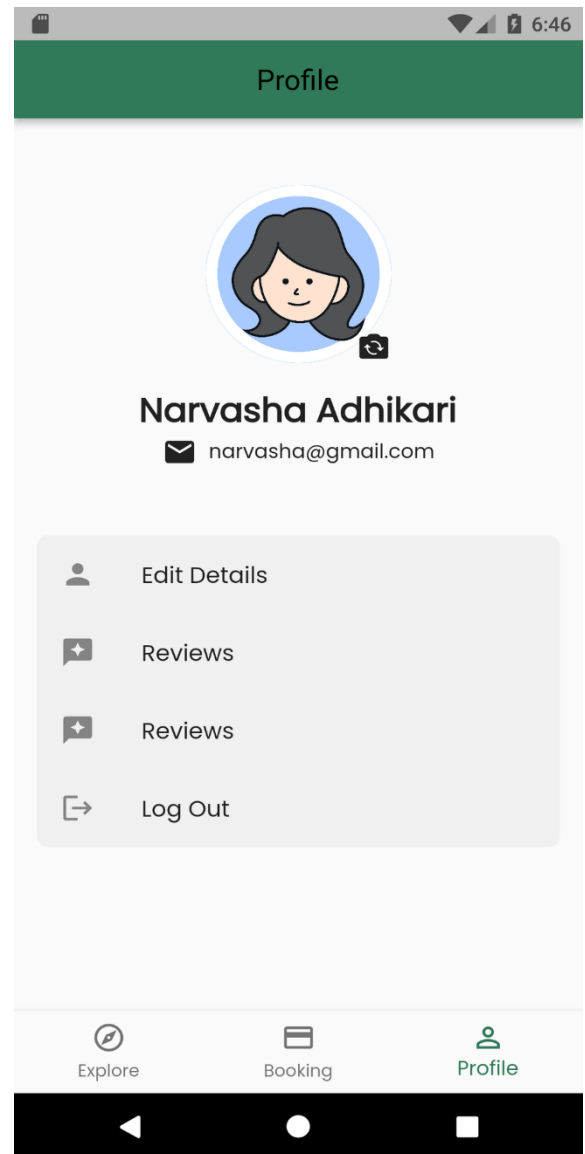 6:46
Profile
Narvasha Adhikari
narvasha@gmail.com
Edit Details
Reviews
Reviews
Log Out
Explore
Booking
Profile